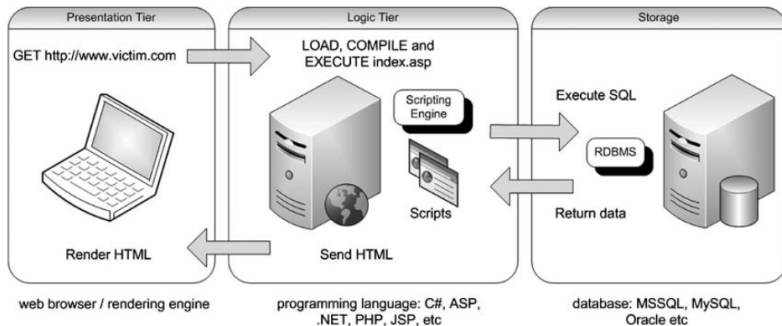 Presentation Tier
GET http://www.victim.com
Render HTML
web browser / rendering engine
Logic Tier
LOAD, COMPILE and
EXECUTE index.asp
Scripting
Engine
Scripts
Send HTML
programming language: C#, ASP,
.NET, PHP, JSP, etc
Storage
Execute SQL
RDBMS
Return data
database: MSSQL, MySQL,
Oracle etc